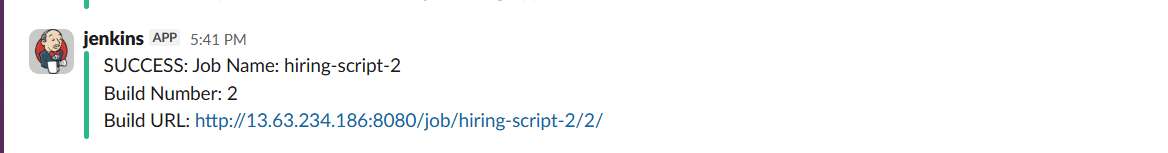 jenkins APP 5:41 PM
SUCCESS: Job Name: hiring-script-2
Build Number: 2
Build URL: http://13.63.234.186:8080/job/hiring-script-2/2/